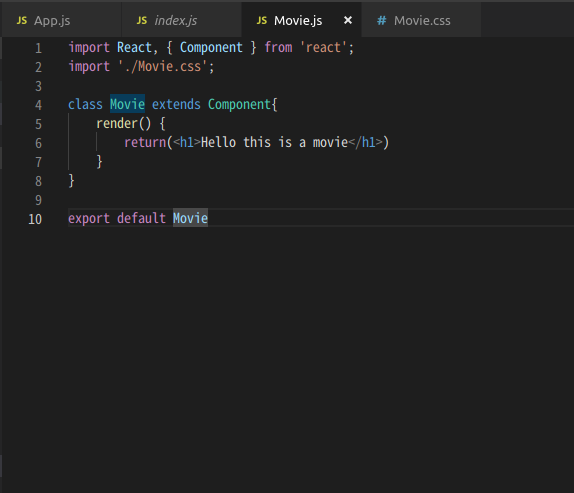 JS App.js JS index.js JS Movie.js × # Movie.css
1 import React, { Component } from 'react';
2 import './Movie.css';
3
4 class Movie extends Component{
5 render() {
6 return(<h1>Hello this is a movie</h1>)
7 }
8 }
9
10 export default Movie